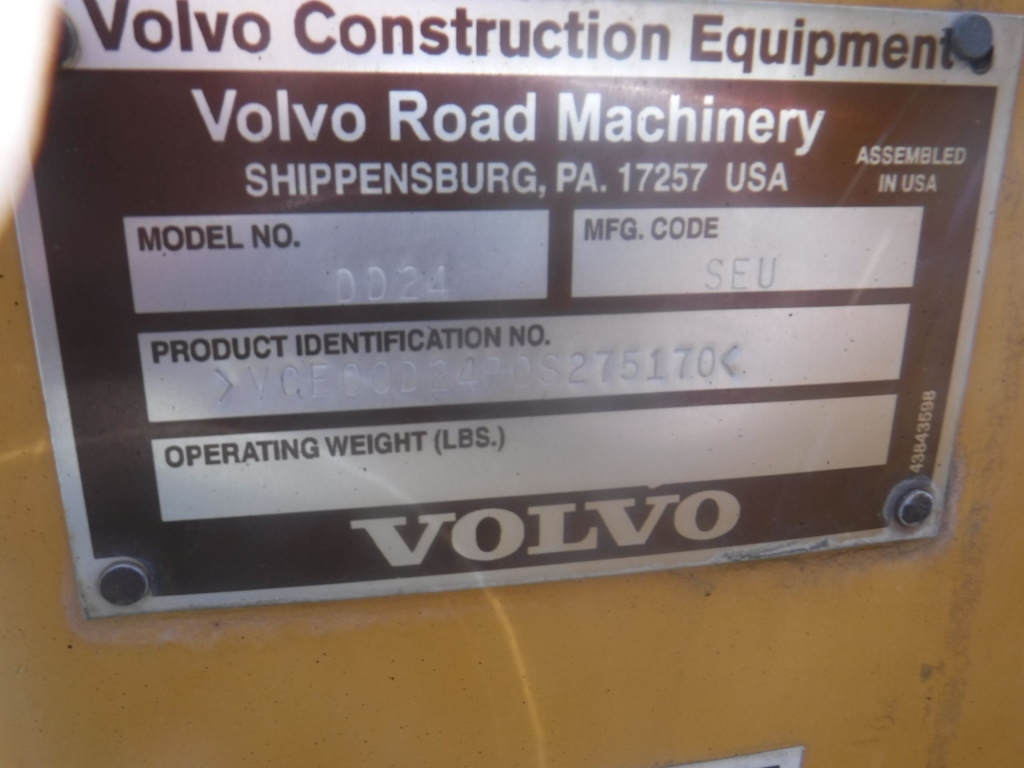 Volvo Construction Equipment
Volvo Road Machinery
SHIPPENSBURG, PA. 17257 USA
ASSEMBLED
IN USA
MODEL NO.
DD24
MFG. CODE
SEU
PRODUCT IDENTIFICATION NO.
OPERATING WEIGHT (LBS.)
43843598
VOLVO